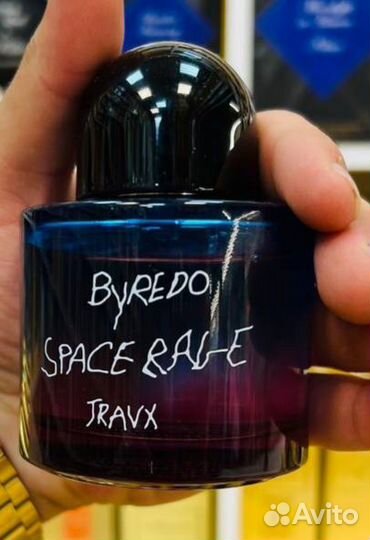 BYREDO
SPACE RAGE
TRAVX
Avito